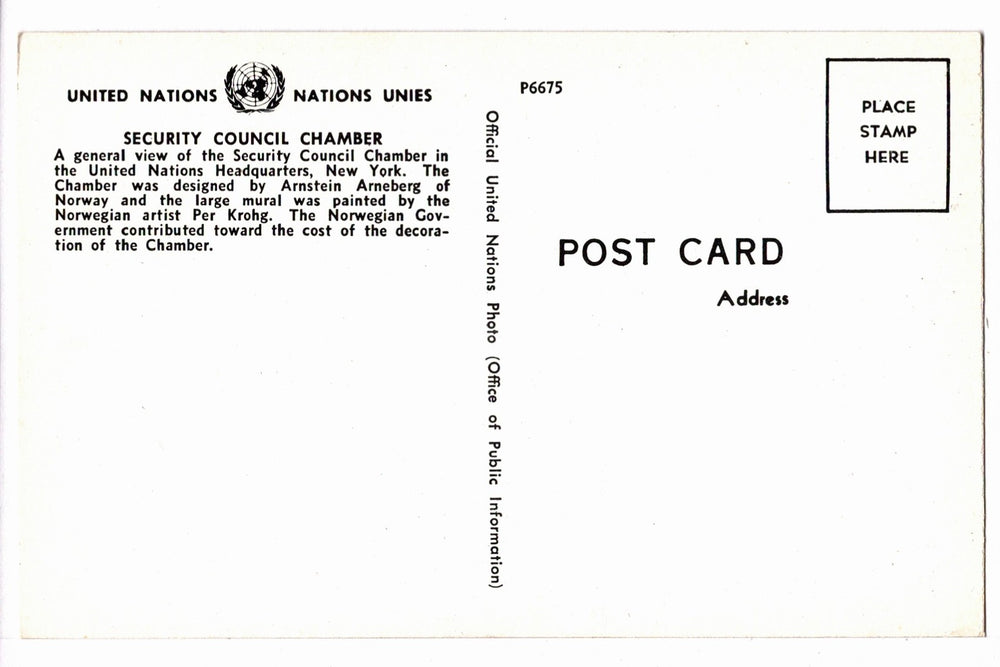 UNITED NATIONS NATIONS UNIES
SECURITY COUNCIL CHAMBER
A general view of the Security Council Chamber in
the United Nations Headquarters, New York. The
Chamber was designed by Arnstein Arneberg of
Norway and the large mural was painted by the
Norwegian artist Per Krohg. The Norwegian Gov-
ernment contributed toward the cost of the decora-
tion of the Chamber.
Official United Nations Photo (Office of Public Information)
P6675
PLACE
STAMP
HERE
POST CARD
Address